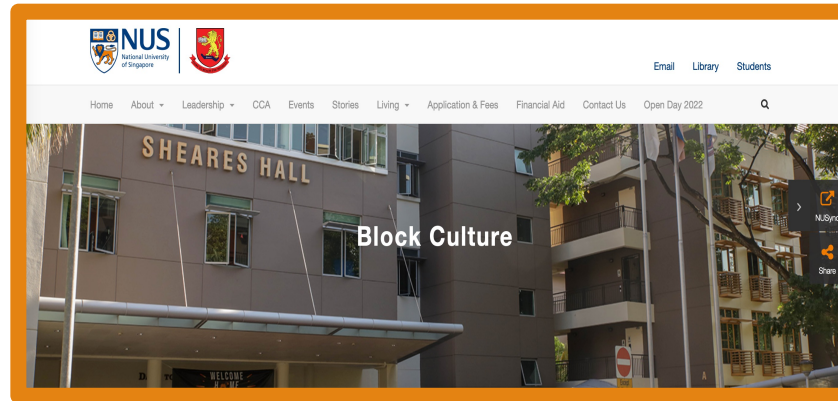 NUS
National University
of Singapore
Email Library Students
Home About Leadership CCA Events Stories Living Application & Fees Financial Aid Contact Us Open Day 2022
SHEARES HALL
Block Culture
NUSync
Share
WELCOME
A